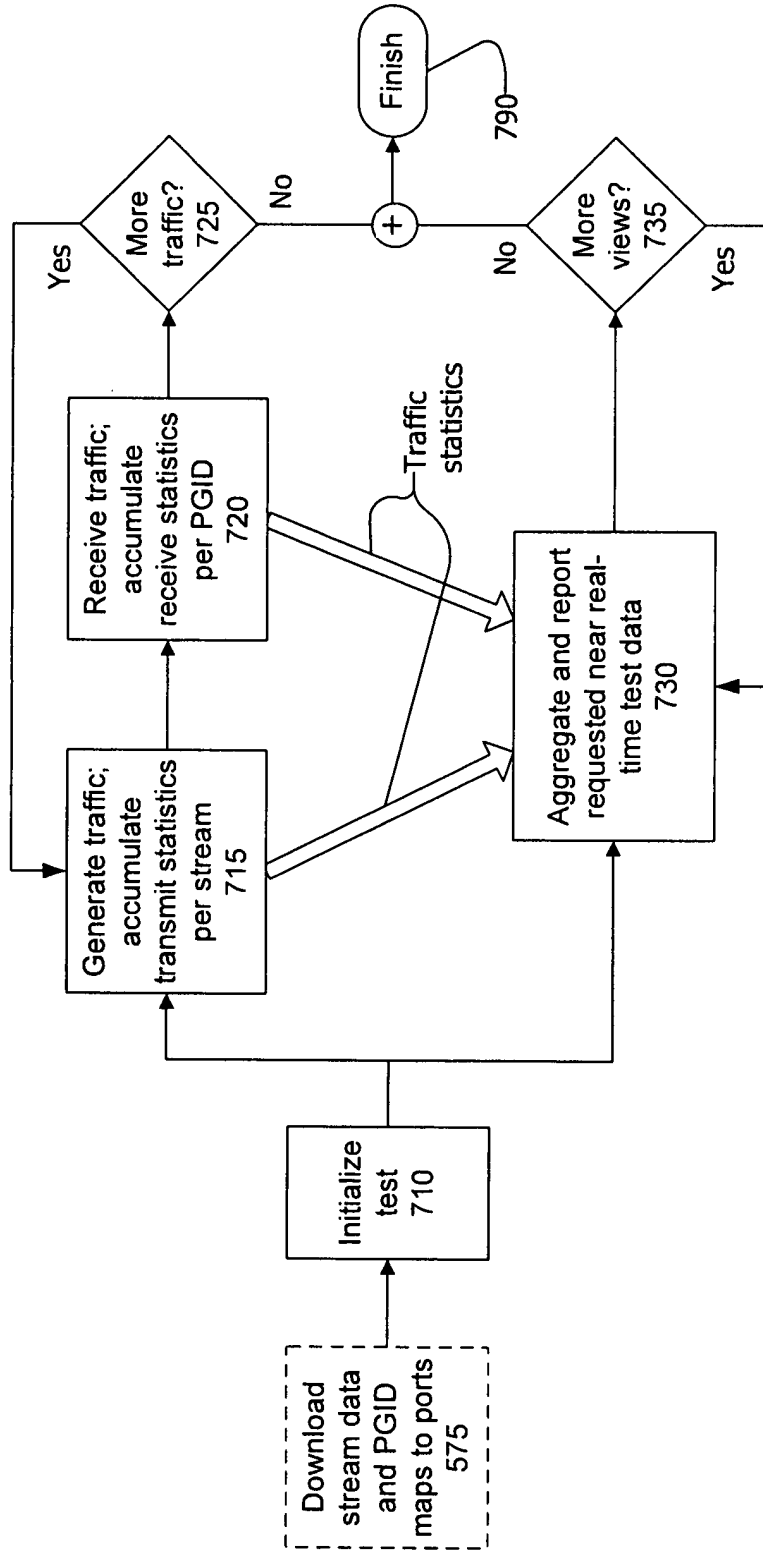 Download
stream data
and PGID
maps to ports
575
Initialize
test
710
Generate traffic;
accumulate
transmit statistics
per stream
715
Receive traffic;
accumulate
receive statistics
per PGID
720
Yes
More
traffic?
725
No
Traffic
statistics
+
Finish
790
Aggregate and report
requested near real-
time test data
730
No
More
views?
735
Yes